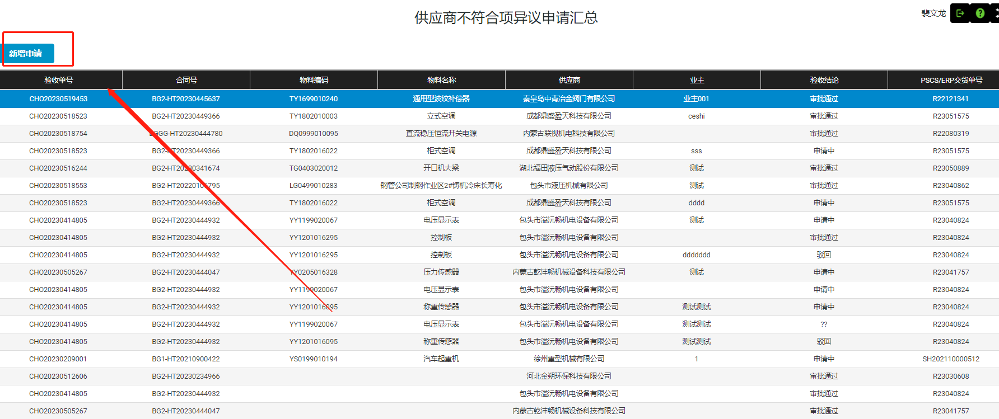 供应商不符合项异议申请汇总
裴文龙
新增申请
验收单号 合同号 物料编码 物料名称 供应商 业主 验收结论 PSCS/ERP交货单号
CHO20230519453 BG2-HT20230445637 TY1699010240 通用型波纹补偿器 秦皇岛中青冶金阀门有限公司 业主001 审批通过 R22121341
CHO20230518523 BG2-HT20230449366 TY1802010003 立式空调 成都鼎盛盈天科技有限公司 ceshi 审批通过 R23051575
CHO20230518754 BGGG-HT20230444780 DQ0999010095 直流稳压恒流开关电源 内蒙古联视机电科技有限公司 审批通过 R22080319
CHO20230518523 BG2-HT20230449366 TY1802016022 柜式空调 成都鼎盛盈天科技有限公司 sss 申请中 R23051575
CHO20230516244 BG2-HT20230341674 TG0403020012 开口机大梁 湖北福田液压气动股份有限公司 测试 审批通过 R23050889
CHO20230518553 LG0499010283 钢管公司制钢作业区2#铸机冷床长寿化 包头市液压机械有限公司 测试 审批通过 R23040862
CHO20230518523 BG2-HT20230449366 TY1802016022 柜式空调 成都鼎盛盈天科技有限公司 dddd 申请中 R23051575
CHO20230414805 BG2-HT20230444932 YY1199020067 电压显示表 包头市溢沅畅机电设备有限公司 测试 申请中 R23040824
CHO20230414805 BG2-HT20230444932 YY1201016295 控制板 包头市溢沅畅机电设备有限公司 审批通过 R23040824
CHO20230414805 BG2-HT20230444932 YY1201016295 控制板 包头市溢沅畅机电设备有限公司 ddddddd 驳回 R23040824
CHO20230505267 BG2-HT20230444047 YY0205016328 压力传感器 内蒙古乾沣畅机械设备科技有限公司 测试 申请中 R23041757
CHO20230414805 BG2-HT20230444932 YY1199020067 电压显示表 包头市溢沅畅机电设备有限公司 申请中 R23040824
CHO20230414805 BG2-HT20230444932 YY1201016095 称重传感器 包头市溢沅畅机电设备有限公司 测试测试 申请中 R23040824
CHO20230414805 BG2-HT20230444932 YY1199020067 电压显示表 包头市溢沅畅机电设备有限公司 测试测试 ?? R23040824
CHO20230414805 BG2-HT20230444932 YY1201016095 称重传感器 包头市溢沅畅机电设备有限公司 测试测试 驳回 R23040824
CHO20230209001 BG1-HT20210900422 YS0199010194 汽车起重机 徐州重型机械有限公司 1 申请中 SH202110000512
CHO20230512606 BG2-HT20230234966 河北金朔环保科技有限公司 审批通过 R23030608
CHO20230414805 BG2-HT20230444932 包头市溢沅畅机电设备有限公司 审批通过 R23040824
CHO20230505267 BG2-HT20230444047 内蒙古乾沣畅机械设备科技有限公司 审批通过 R23041757